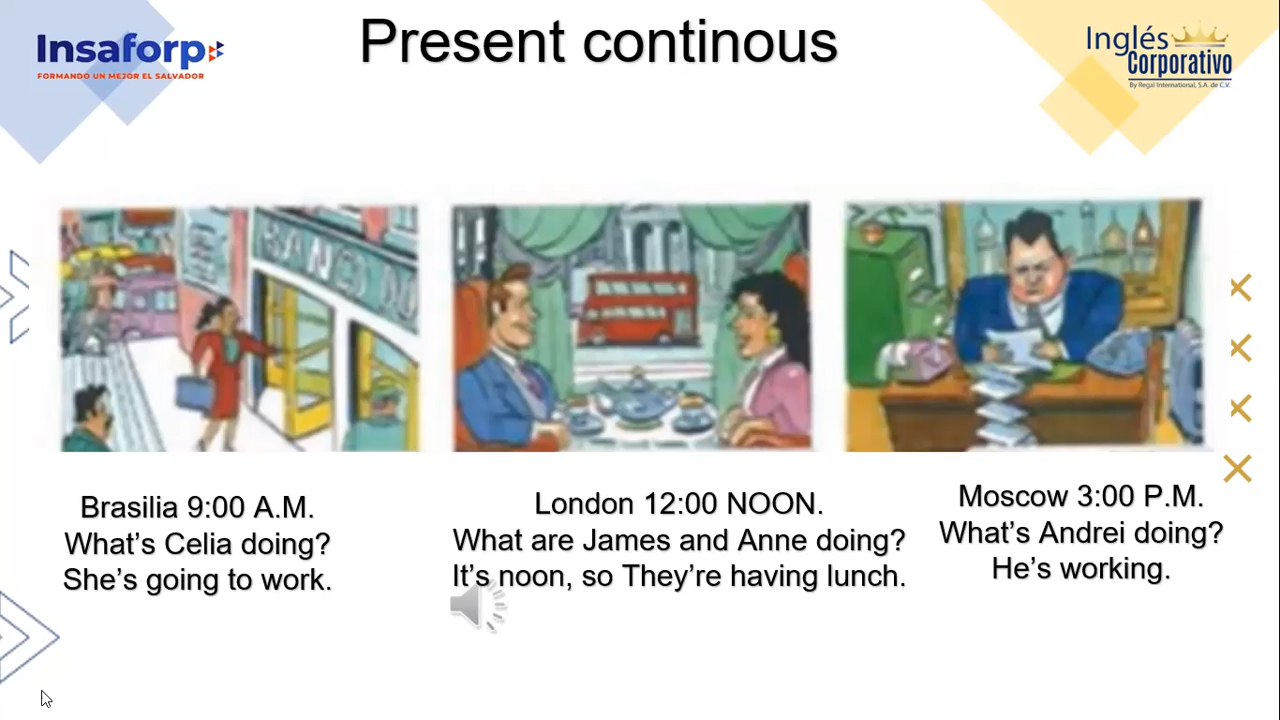 Insaforp
FORMANDO UN MEJOR EL SALVADOR
Present continous
Inglés
Corporativo
By Regal International, S.A. de C.V.
Brasilia 9:00 A.M.
What's Celia doing?
She's going to work.
London 12:00 NOON.
What are James and Anne doing?
It's noon, so They're having lunch.
Moscow 3:00 P.M.
What's Andrei doing?
He's working.